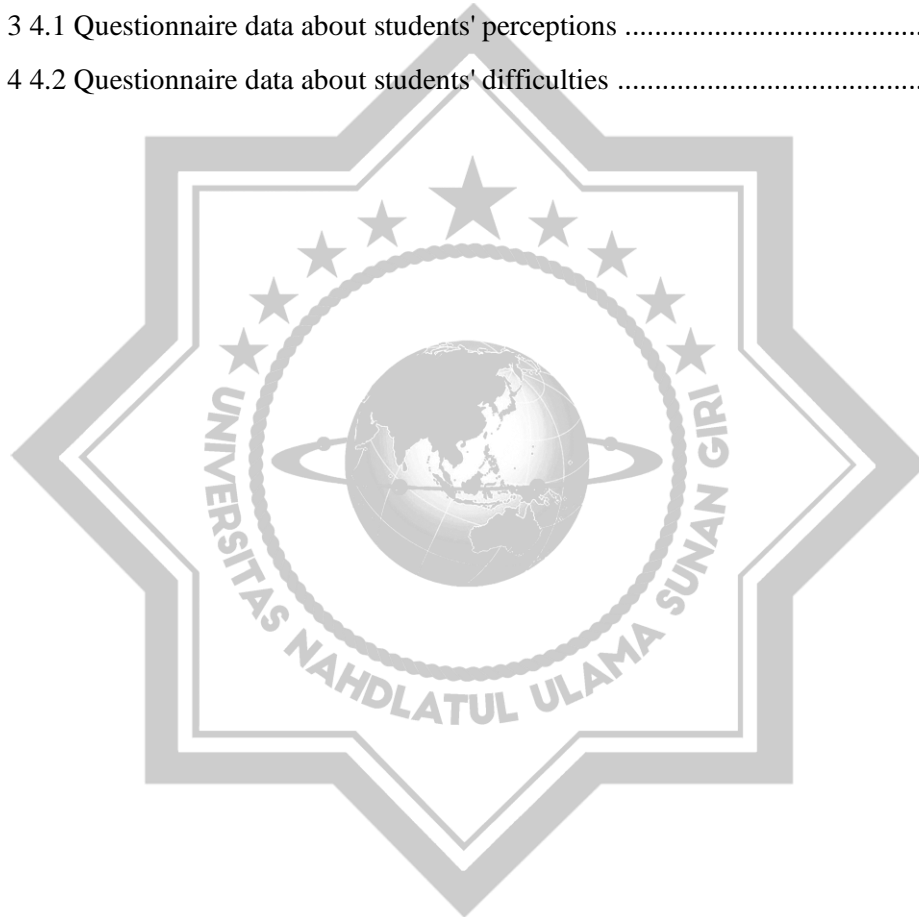 3 4.1 Questionnaire data about students' perceptions ........................................
4 4.2 Questionnaire data about students' difficulties ........................................
UNIVERSITAS NAHDLATUL ULAMA SUNAN GIRI